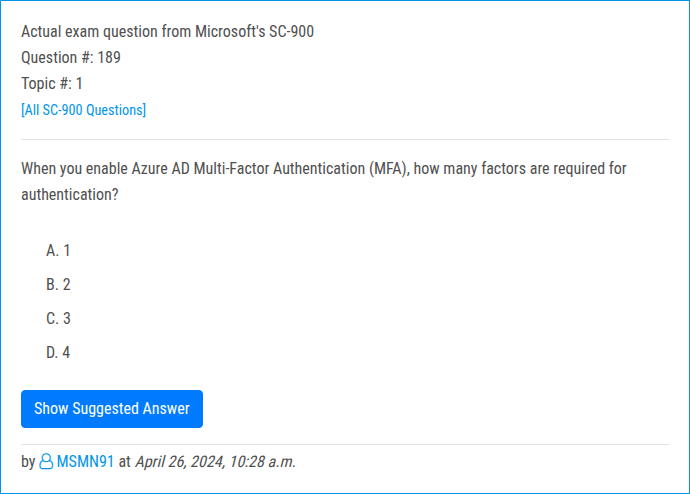 Actual exam question from Microsoft's SC-900
Question #: 189
Topic #: 1
[All SC-900 Questions]
When you enable Azure AD Multi-Factor Authentication (MFA), how many factors are required for
authentication?
A. 1
B. 2
C. 3
D. 4
Show Suggested Answer
by MSMN91 at April 26, 2024, 10:28 a.m.